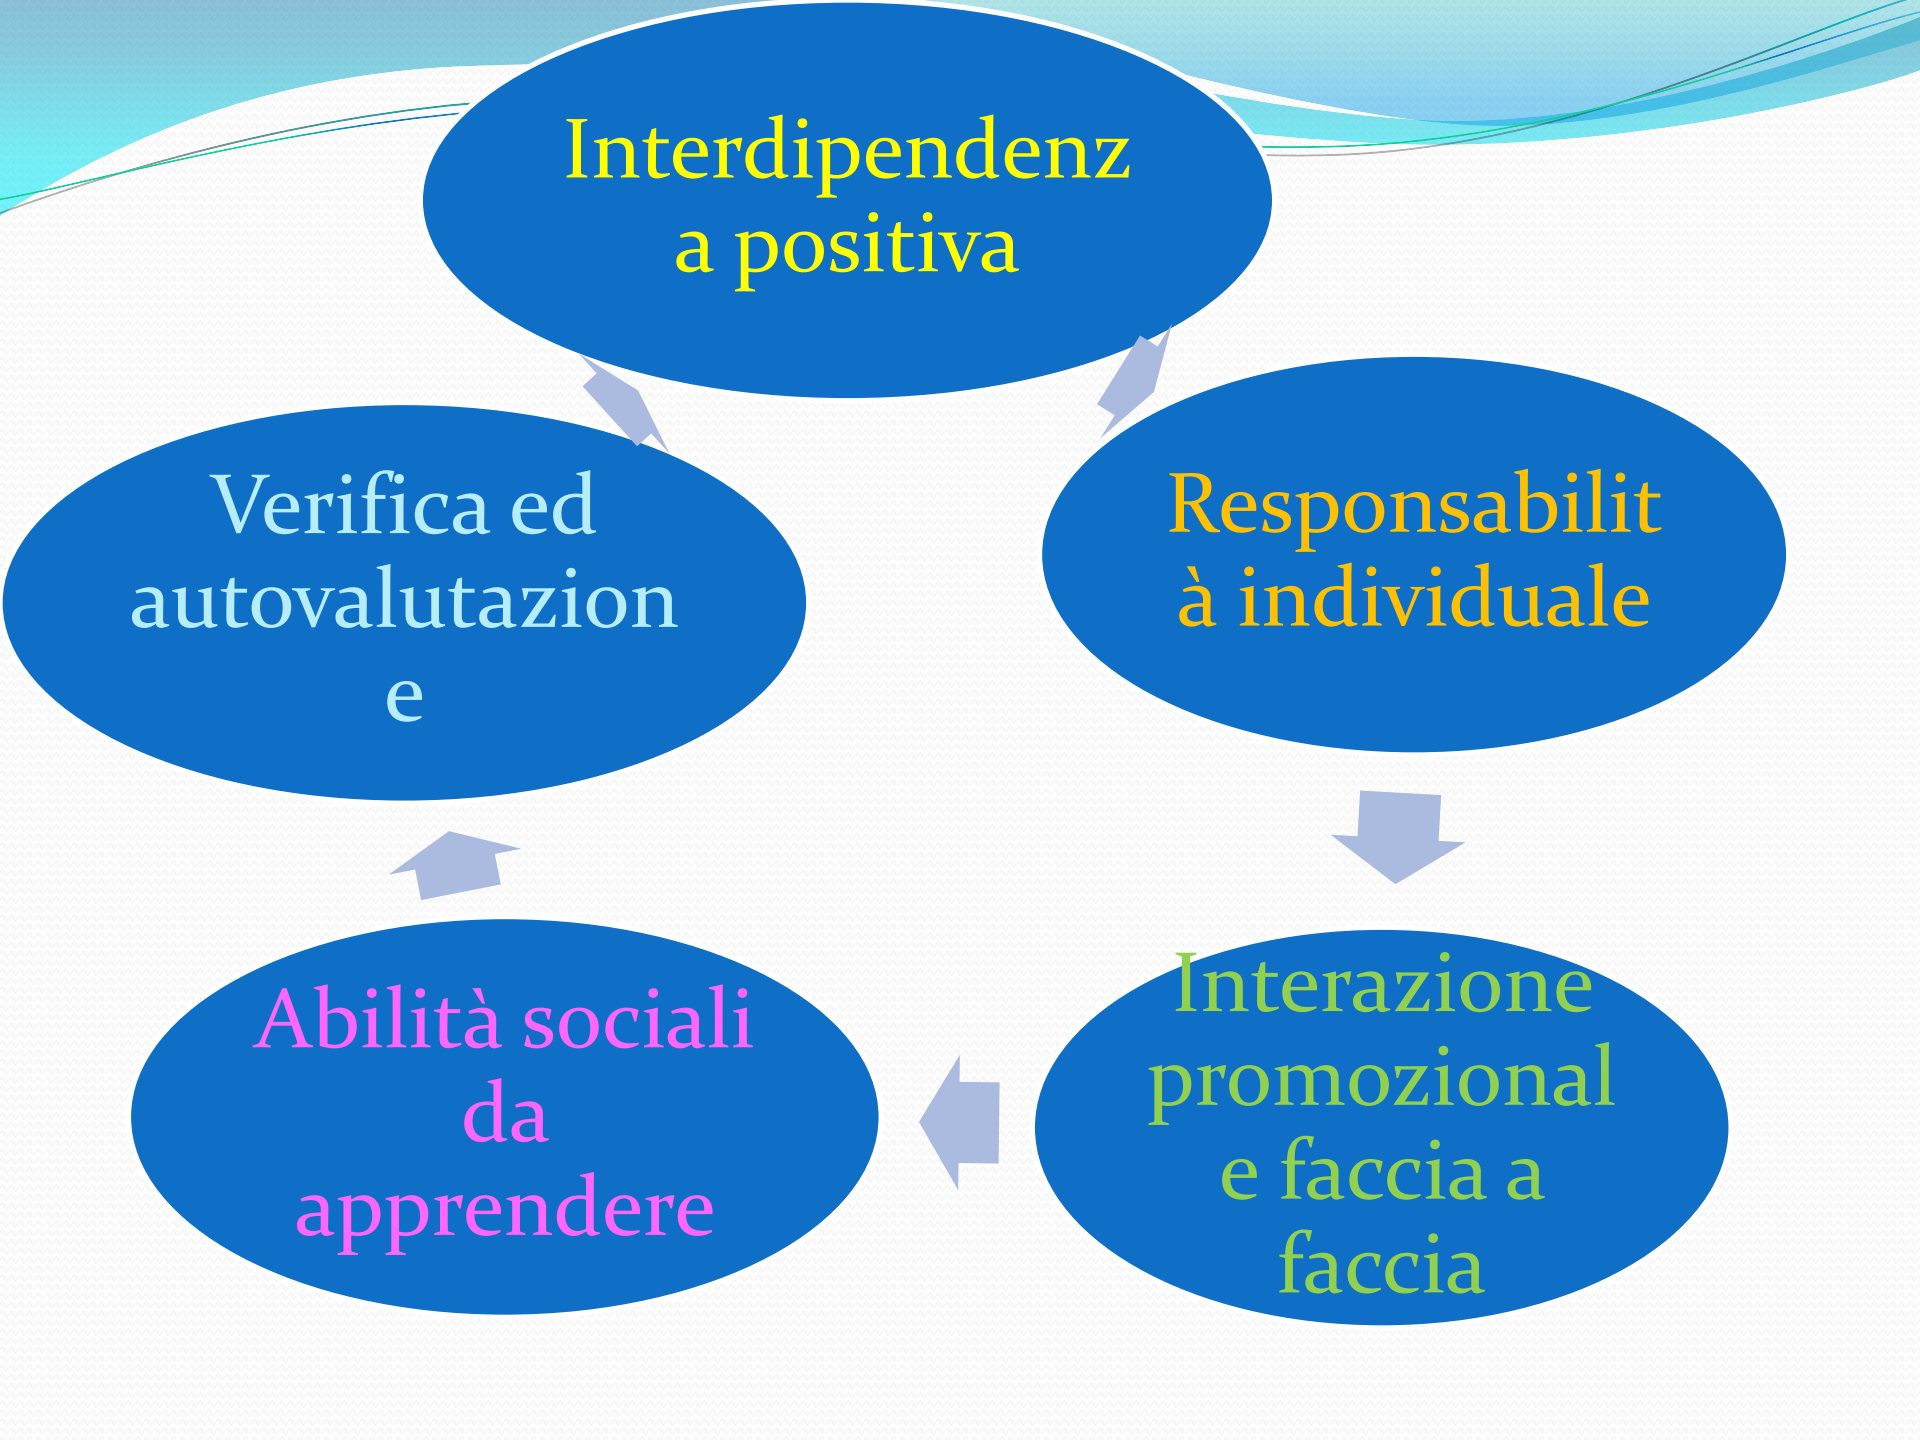 Interdipendenz
a positiva
Responsabilit
à individuale
Interazione
promozional
e faccia a
faccia
Abilità sociali
da
apprendere
Verifica ed
autovalutazion
e